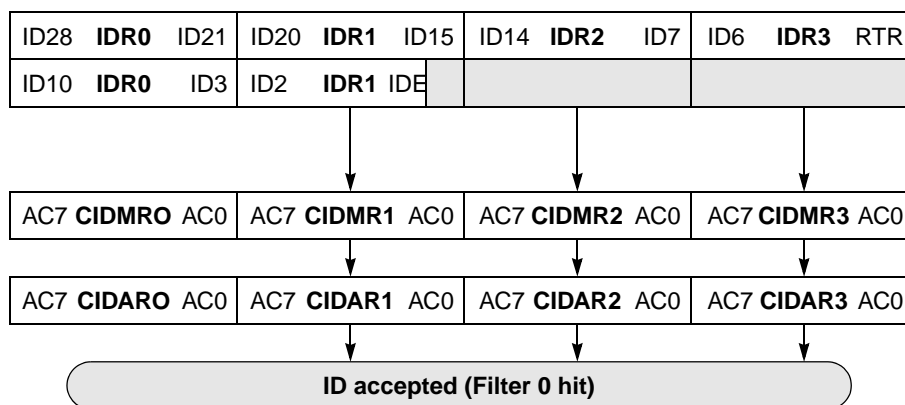 ID28 IDR0 ID21 ID20 IDR1 ID15 ID14 IDR2 ID7 ID6 IDR3 RTR
ID10 IDR0 ID3 ID2 IDR1 IDE
AC7 CIDMRO AC0 AC7 CIDMR1 AC0 AC7 CIDMR2 AC0 AC7 CIDMR3 AC0
AC7 CIDARO AC0 AC7 CIDAR1 AC0 AC7 CIDAR2 AC0 AC7 CIDAR3 AC0
ID accepted (Filter 0 hit)